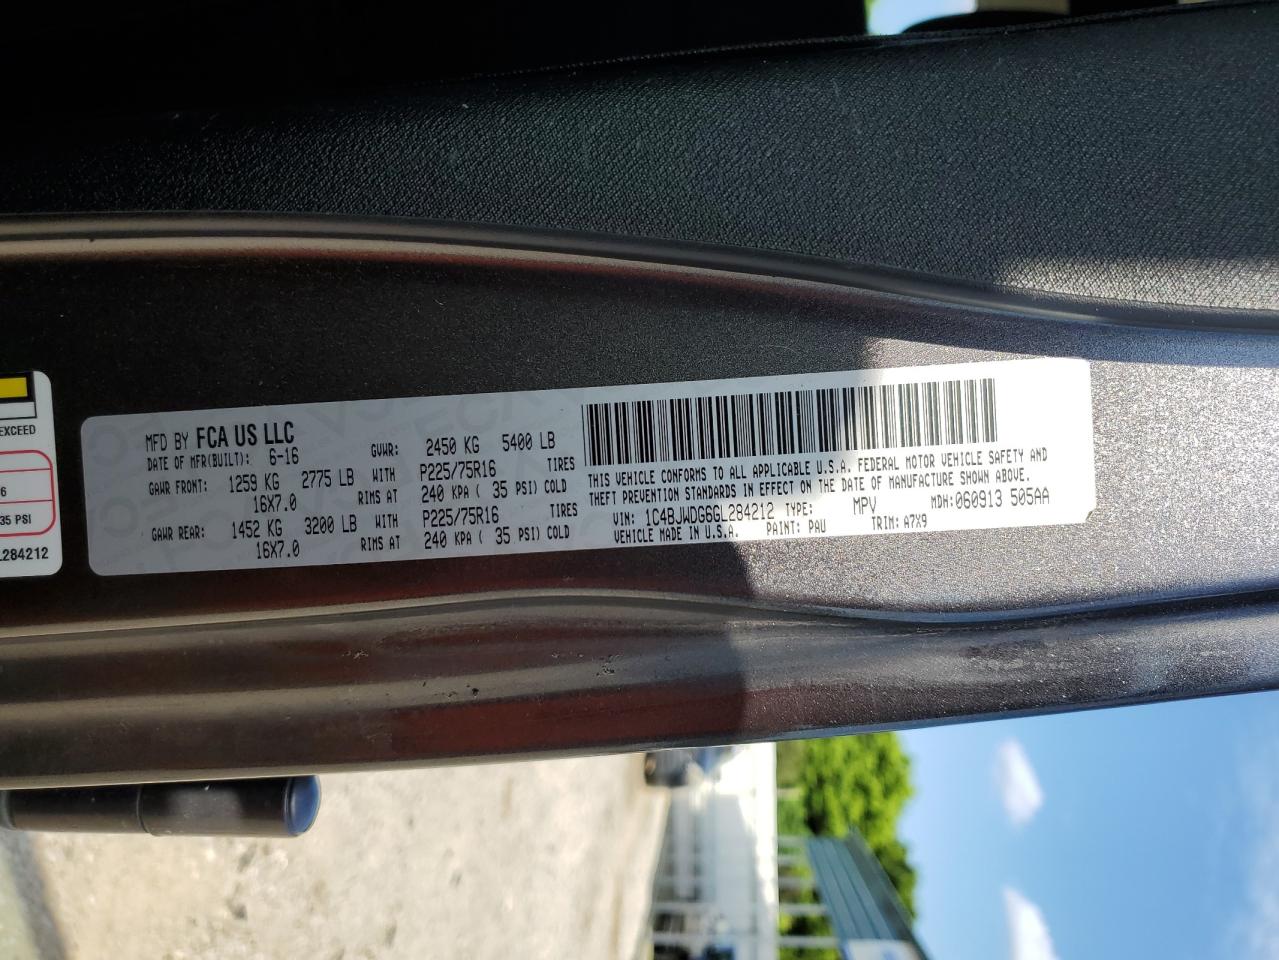 EXCEED
6
35 PSI
L284212
MFD BY FCA US LLC
DATE OF MFR(BUILT): 6-16 GVWR: 2450 KG 5400 LB
GAWR FRONT: 1259 KG 2775 LB WITH P225/75R16 TIRES
16X7.0 RIMS AT 240 KPA ( 35 PSI) COLD
GAWR REAR: 1452 KG 3200 LB WITH P225/75R16 TIRES
16X7.0 RIMS AT 240 KPA ( 35 PSI) COLD
THIS VEHICLE CONFORMS TO ALL APPLICABLE U.S.A. FEDERAL MOTOR VEHICLE SAFETY AND
THEFT PREVENTION STANDARDS IN EFFECT ON THE DATE OF MANUFACTURE SHOWN ABOVE.
VIN: 1C4BJWDG6GL284212 TYPE: MPV MDH: 060913 505AA
VEHICLE MADE IN U.S.A. PAINT: PAU TRIM: A7X9